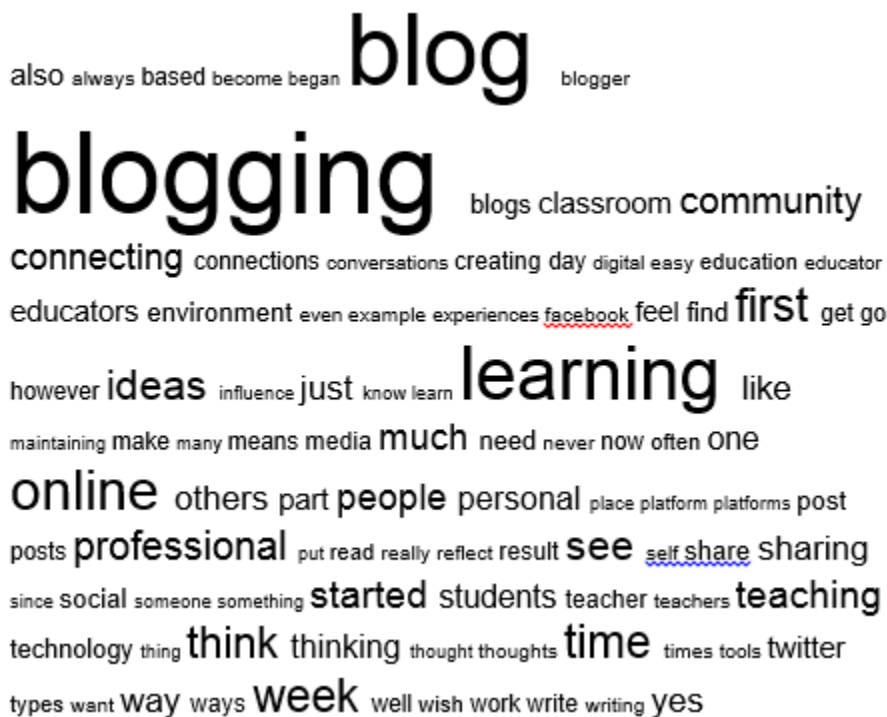 also always based become began blog blogger
blogging blogs classroom community
connecting connections conversations creating day digital easy education educator
educators environment even example experiences facebook feel find first get go
however ideas influence just know learn learning like
maintaining make many means media much need never now often one
online others part people personal place platform platforms post
posts professional put read really reflect result see self share sharing
since social someone something started students teacher teachers teaching
technology thing think thinking thought thoughts time times tools twitter
types want way ways week well wish work write writing yes